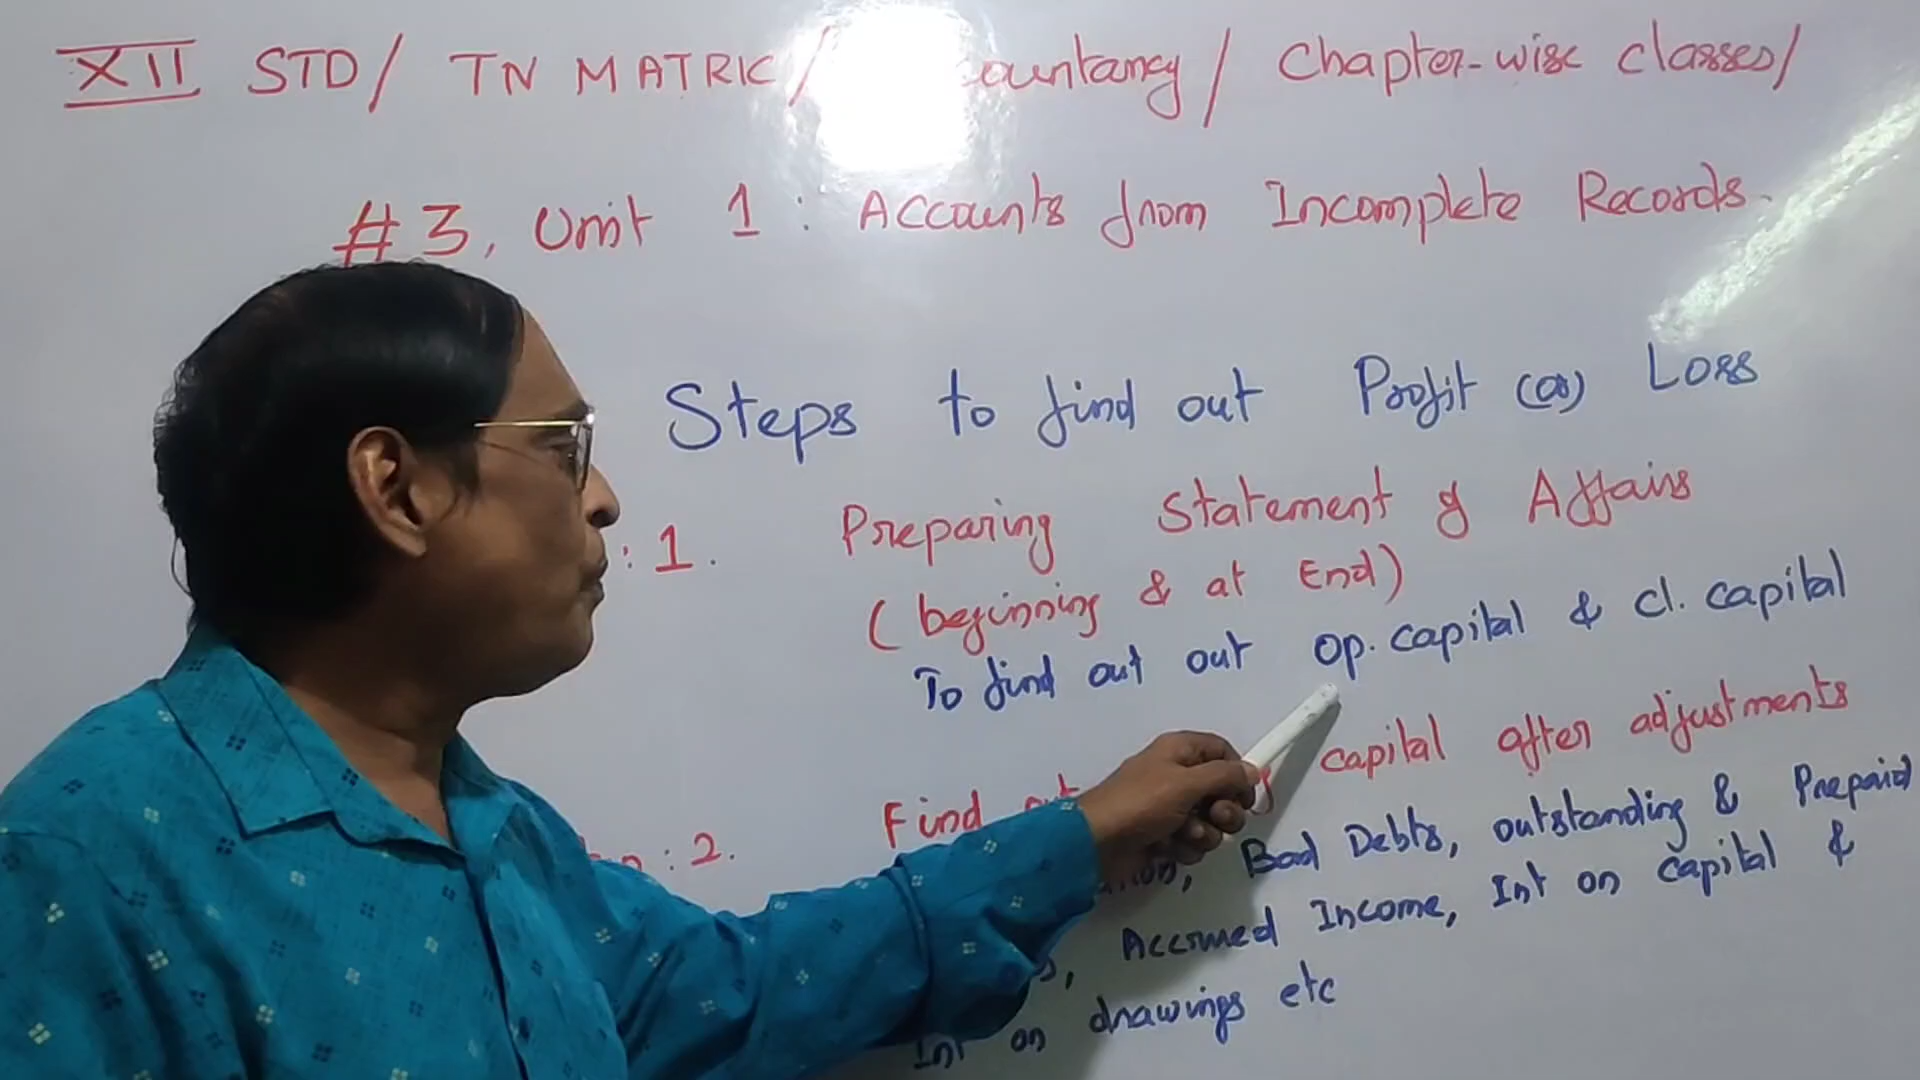 XII STD / TN MATRIC / ountancy / Chapter-wise classes /
#3, Unit 1 : Accounts from Incomplete Records.
Steps to find out Profit (or) Loss
: 1. Preparing Statement of Affairs
(beginning & at End)
To find out out op. capital & cl. capital
: 2. Find capital after adjustments
Bad Debts, outstanding & Prepaid
Accrued Income, Int on capital &
Int on drawings etc